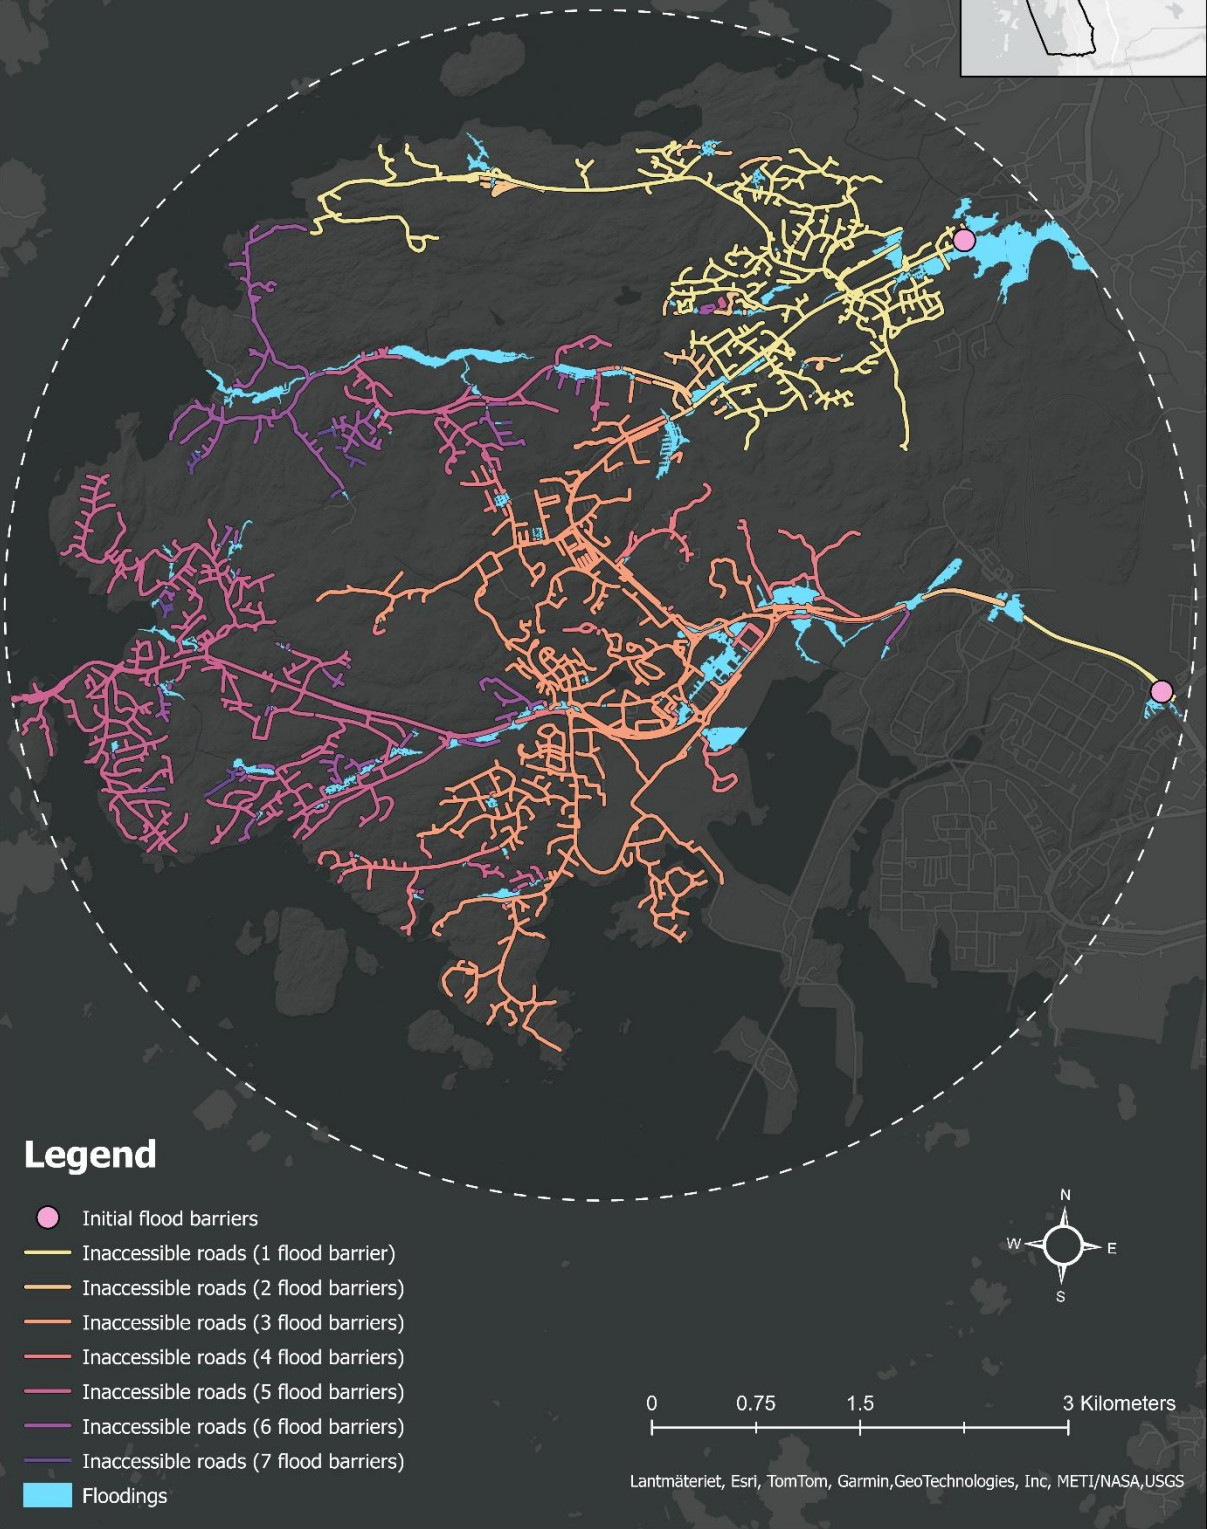 Legend
Initial flood barriers
Inaccessible roads (1 flood barrier)
Inaccessible roads (2 flood barriers)
Inaccessible roads (3 flood barriers)
Inaccessible roads (4 flood barriers)
Inaccessible roads (5 flood barriers)
Inaccessible roads (6 flood barriers)
Inaccessible roads (7 flood barriers)
Floodings
N
W E
S
0 0.75 1.5 3 Kilometers
Lantmäteriet, Esri, TomTom, Garmin,GeoTechnologies, Inc, METI/NASA,USGS